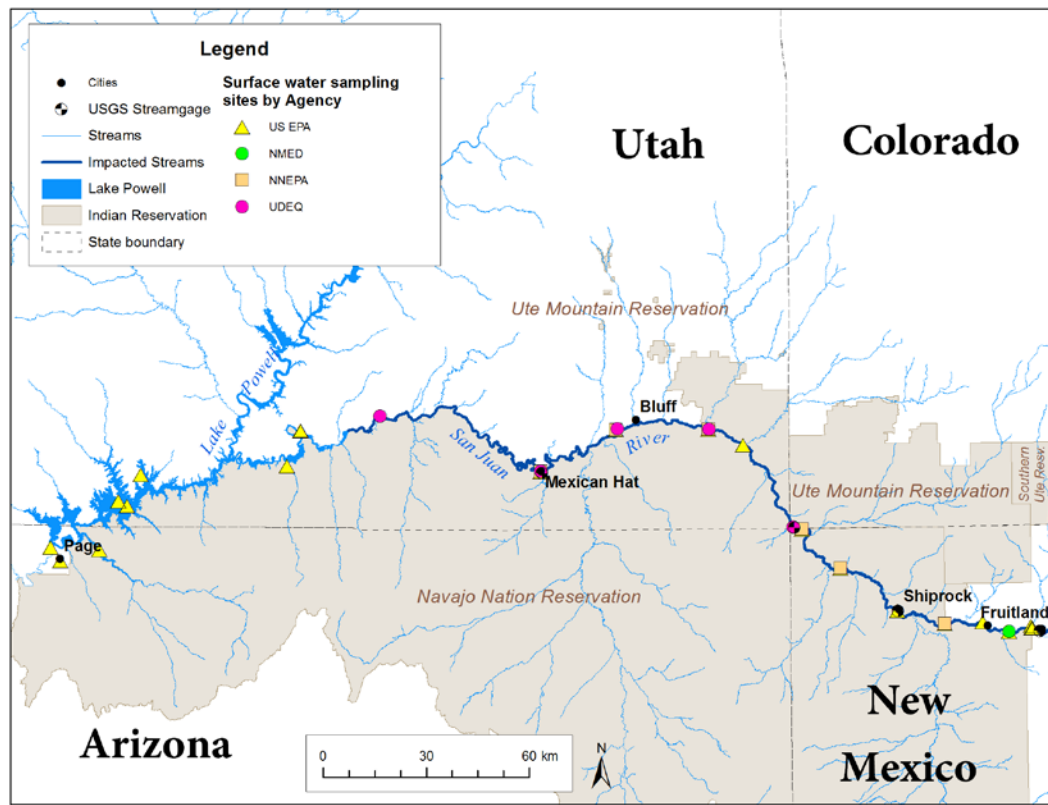 Legend
Cities
USGS Streamgage
Streams
Impacted Streams
Lake Powell
Indian Reservation
State boundary
Surface water sampling
sites by Agency
US EPA
NMED
NNEPA
UDEQ
Utah
Colorado
Ute Mountain Reservation
Lake Powell
Bluff
San Juan
River
Mexican Hat
Ute Mountain Reservation
Southern
Ute Resv.
Page
Navajo Nation Reservation
Shiprock
Fruitland
New
Mexico
Arizona
0 30 60 km
N